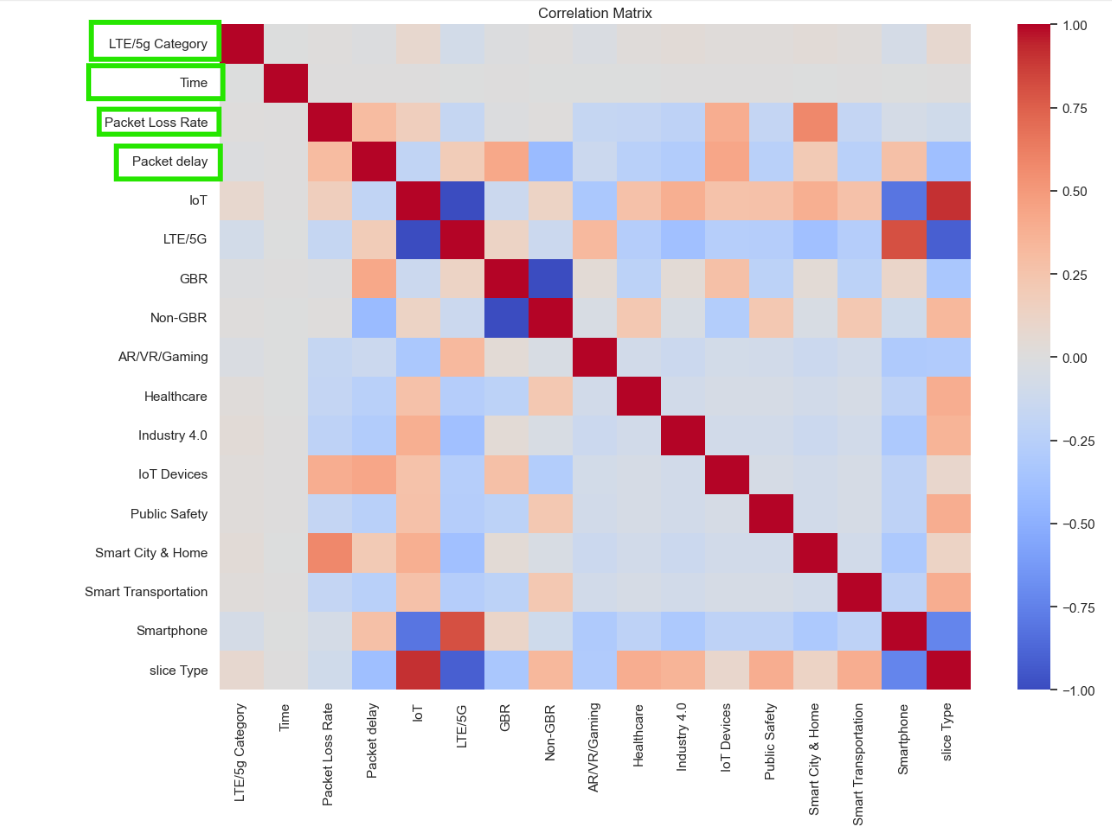 Correlation Matrix
LTE/5g Category
Time
Packet Loss Rate
Packet delay
IoT
LTE/5G
GBR
Non-GBR
AR/VR/Gaming
Healthcare
Industry 4.0
IoT Devices
Public Safety
Smart City & Home
Smart Transportation
Smartphone
slice Type
LTE/5g Category
Time
Packet Loss Rate
Packet delay
IoT
LTE/5G
GBR
Non-GBR
AR/VR/Gaming
Healthcare
Industry 4.0
IoT Devices
Public Safety
Smart City & Home
Smart Transportation
Smartphone
slice Type
1.00
0.75
0.50
0.25
0.00
−0.25
−0.50
−0.75
−1.00